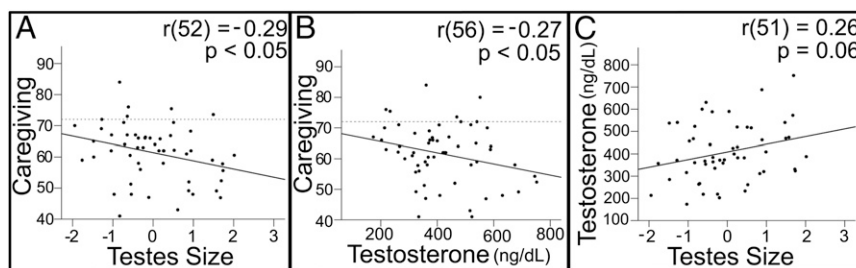 A
r(52) = -0.29
p < 0.05
Caregiving
90
80
70
60
50
40
-2 -1 0 1 2 3
Testes Size
B
r(56) = -0.27
p < 0.05
Caregiving
90
80
70
60
50
40
200 400 600 800
Testosterone (ng/dL)
C
r(51) = 0.26
p = 0.06
Testosterone (ng/dL)
800
700
600
500
400
300
200
100
-2 -1 0 1 2 3
Testes Size